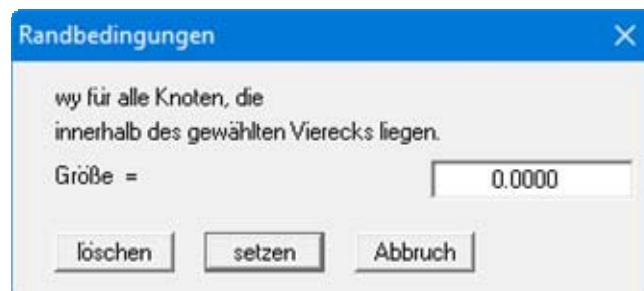 Randbedingungen
wy für alle Knoten, die
innerhalb des gewählten Vierecks liegen.
Größe = 0.0000
löschen setzen Abbruch